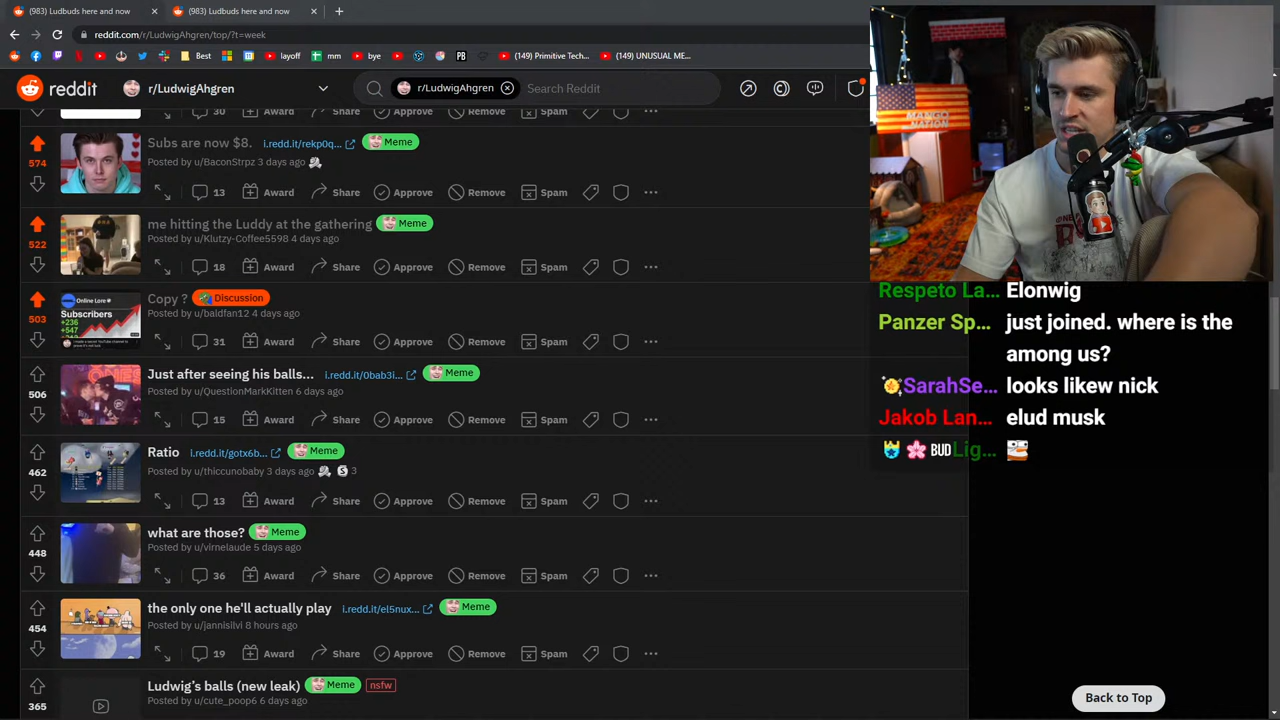 (983) Ludbuds here and now
(983) Ludbuds here and now
reddit.com/r/LudwigAhgren/top/?t=week
Best
layoff
mm
bye
PB
(149) Primitive Tech...
(149) UNUSUAL ME...
reddit
r/LudwigAhgren
r/LudwigAhgren
Search Reddit
30 Award Share Approve Remove Spam
574
Subs are now $8. i.redd.it/rekp0q... Meme
Posted by u/BaconStrpz 3 days ago
13 Award Share Approve Remove Spam
522
me hitting the Luddy at the gathering Meme
Posted by u/Klutzy-Coffee5598 4 days ago
18 Award Share Approve Remove Spam
503
Copy ? Discussion
Posted by u/baldfan12 4 days ago
Online Lore
Subscribers
+236
+547
31 Award Share Approve Remove Spam
506
Just after seeing his balls... i.redd.it/0bab3i... Meme
Posted by u/QuestionMarkKitten 6 days ago
15 Award Share Approve Remove Spam
462
Ratio i.redd.it/gotx6l... Meme
Posted by u/thiccunobaby 3 days ago 3
13 Award Share Approve Remove Spam
448
what are those? Meme
Posted by u/virnelaude 5 days ago
36 Award Share Approve Remove Spam
454
the only one he'll actually play i.redd.it/el5nux... Meme
Posted by u/jannisilvi 8 hours ago
19 Award Share Approve Remove Spam
365
Ludwig's balls (new leak) Meme nsfw
Posted by u/cute_poop6 6 days ago
MANGO
NATION
Respeto La... Elonwig
Panzer Sp... just joined. where is the
among us?
SarahSe... looks likew nick
Jakob Lan... elud musk
BUD Lig...
Back to Top